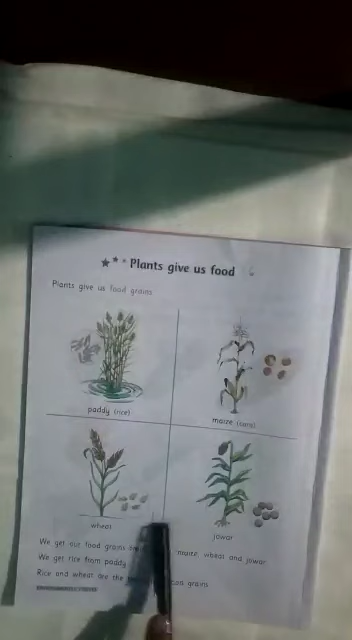 Plants give us food
Plants give us food grains
paddy (rice)
maize (corn)
wheat
jowar
We get our food grains maize, wheat and jowar
We get rice from paddy
Rice and wheat are the grains